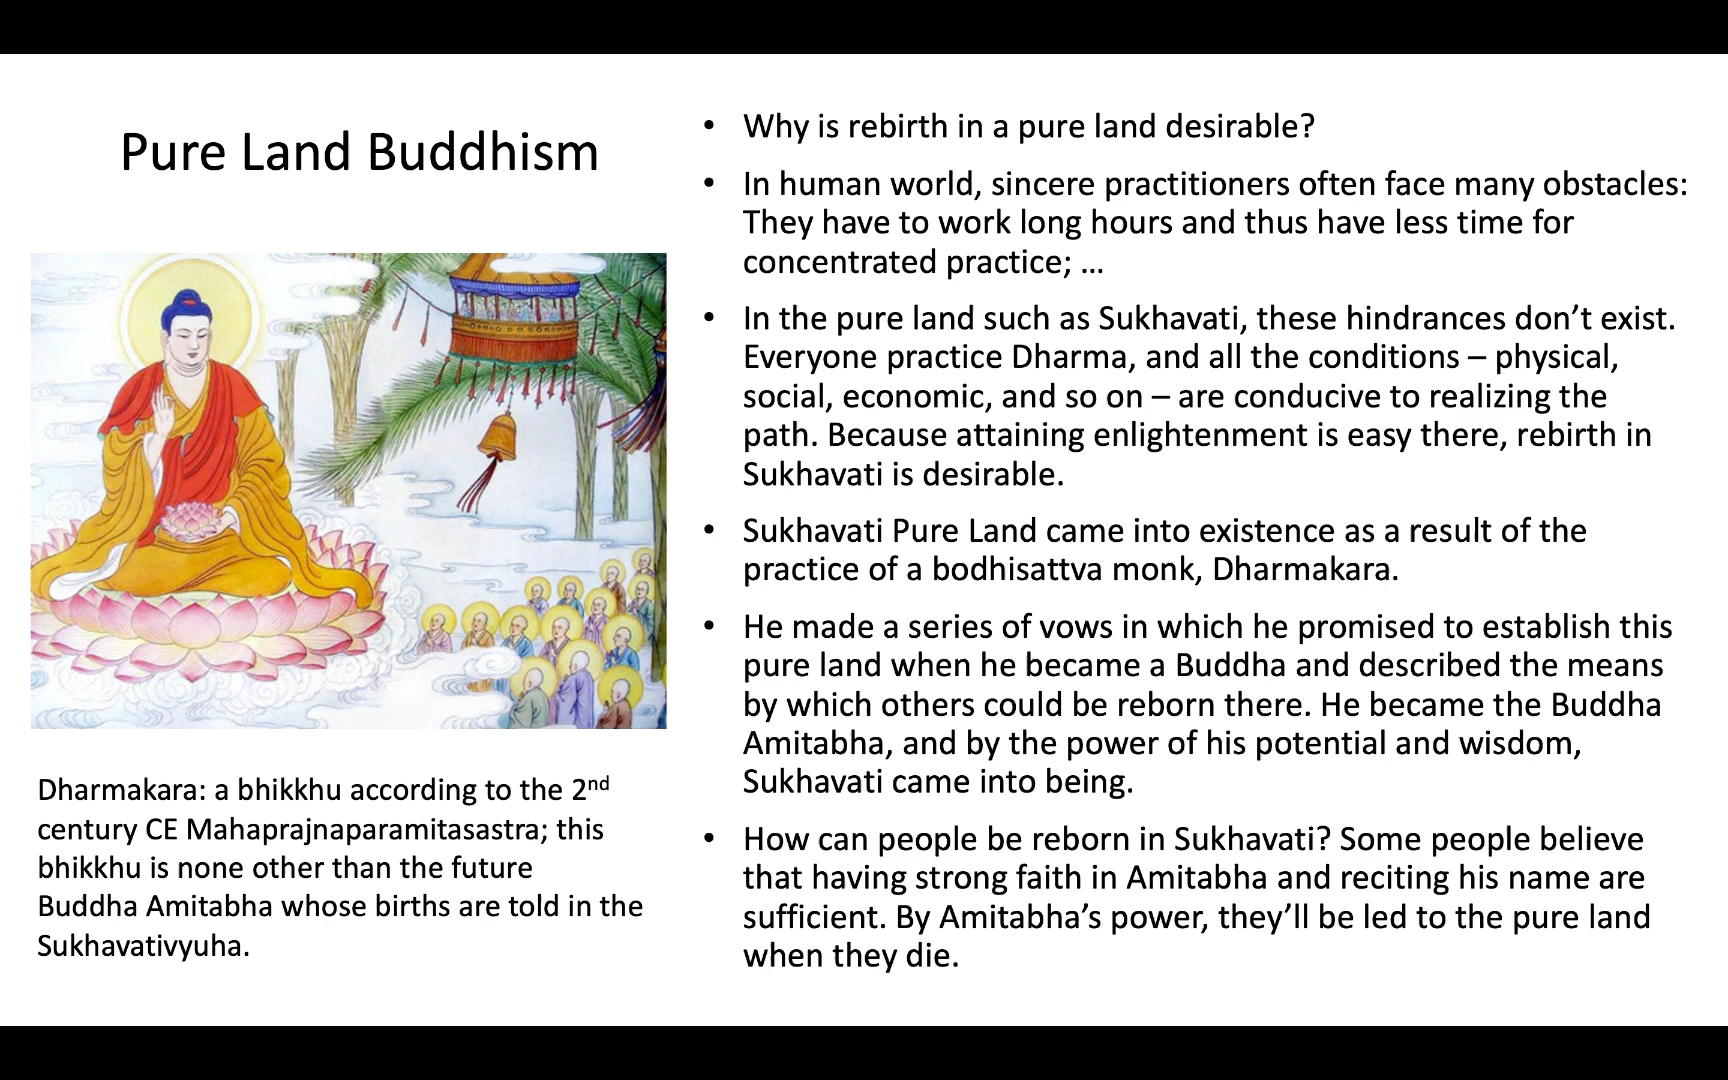 Pure Land Buddhism
Dharmakara: a bhikkhu according to the 2nd
century CE Mahaprajnaparamitasastra; this
bhikkhu is none other than the future
Buddha Amitabha whose births are told in the
Sukhavativyuha.
• Why is rebirth in a pure land desirable?
• In human world, sincere practitioners often face many obstacles:
They have to work long hours and thus have less time for
concentrated practice; …
• In the pure land such as Sukhavati, these hindrances don’t exist.
Everyone practice Dharma, and all the conditions – physical,
social, economic, and so on – are conducive to realizing the
path. Because attaining enlightenment is easy there, rebirth in
Sukhavati is desirable.
• Sukhavati Pure Land came into existence as a result of the
practice of a bodhisattva monk, Dharmakara.
• He made a series of vows in which he promised to establish this
pure land when he became a Buddha and described the means
by which others could be reborn there. He became the Buddha
Amitabha, and by the power of his potential and wisdom,
Sukhavati came into being.
• How can people be reborn in Sukhavati? Some people believe
that having strong faith in Amitabha and reciting his name are
sufficient. By Amitabha’s power, they’ll be led to the pure land
when they die.